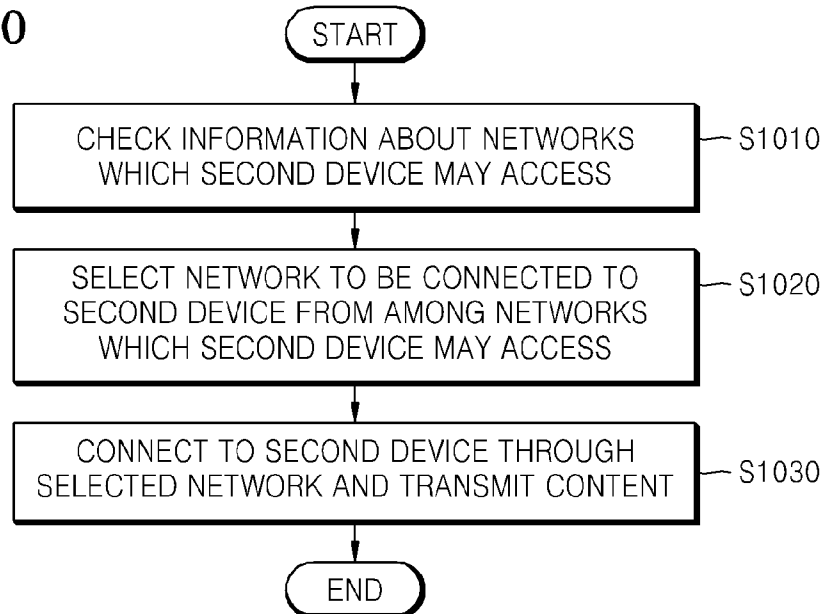 0
START
CHECK INFORMATION ABOUT NETWORKS
WHICH SECOND DEVICE MAY ACCESS
S1010
SELECT NETWORK TO BE CONNECTED TO
SECOND DEVICE FROM AMONG NETWORKS
WHICH SECOND DEVICE MAY ACCESS
S1020
CONNECT TO SECOND DEVICE THROUGH
SELECTED NETWORK AND TRANSMIT CONTENT
S1030
END